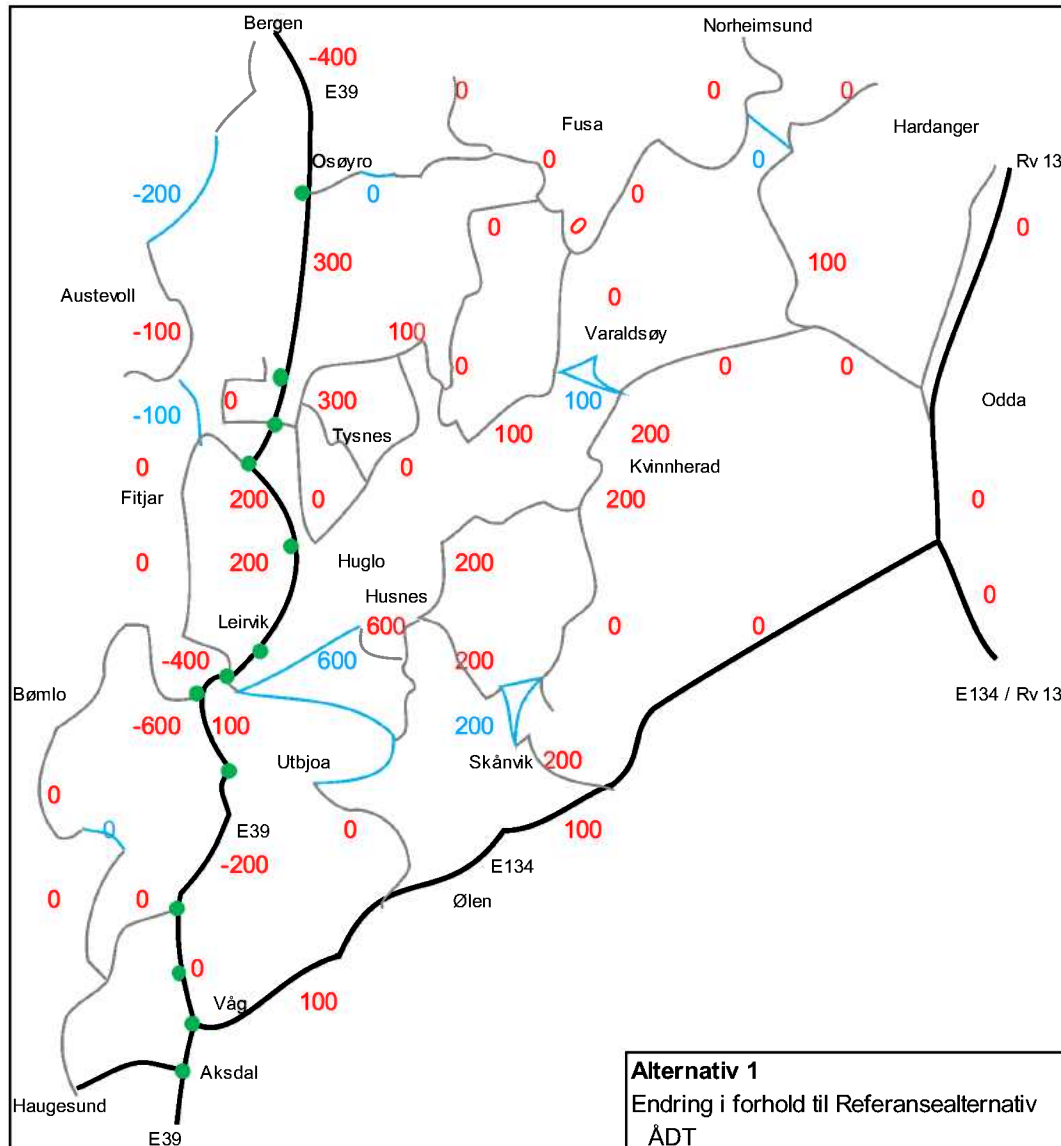 Bergen
Norheimsund
-400
E39
0
0
0
Fusa
Hardanger
Osøyro
0
0
Rv 13
-200
0
0
0
0
0
300
100
Austevoll
0
-100
100
Varaldsøy
0
0
0
0
300
100
Odda
-100
Tysnes
100
200
0
0
Kvinnherad
Fitjar
200
0
200
0
0
200
Huglo
200
Husnes
0
Leirvik
600
0
0
-400
600
200
Bømlo
E134 / Rv 13
-600
100
200
Utbjoa
Skånvik
200
0
0
E39
0
100
-200
E134
0
0
Ølen
0
Våg
100
Aksdal
Haugesund
E39
Alternativ 1
Endring i forhold til Referansealternativ
ÅDT